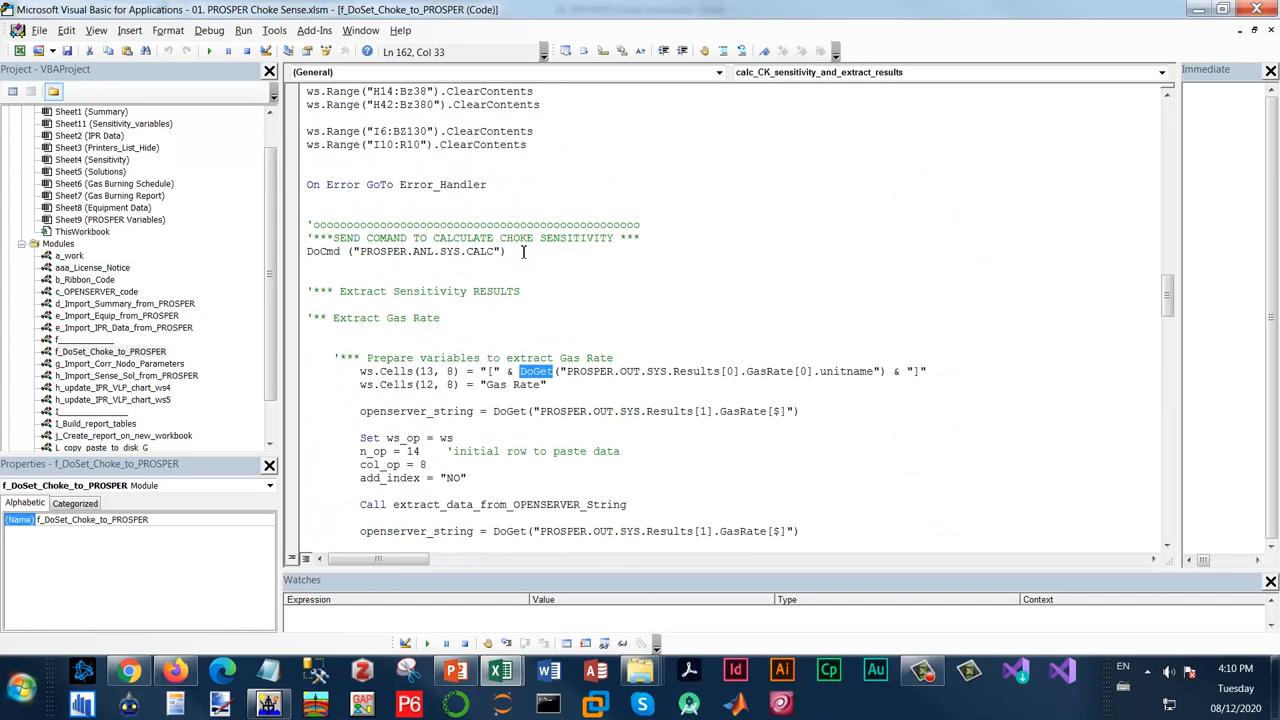 Microsoft Visual Basic for Applications - 01. PROSPER Choke Sense.xlsm - [f_DoSet_Choke_to_PROSPER (Code)]
File Edit View Insert Format Debug Run Tools Add-Ins Window Help
Ln 162, Col 33
Project - VBAProject
Sheet1 (Summary)
Sheet11 (Sensitivity_variables)
Sheet2 (IPR Data)
Sheet3 (Printers_List_Hide)
Sheet4 (Sensitivity)
Sheet5 (Solutions)
Sheet6 (Gas Burning Schedule)
Sheet7 (Gas Burning Report)
Sheet8 (Equipment Data)
Sheet9 (PROSPER Variables)
ThisWorkbook
Modules
a_work
aaa_License_Notice
b_Ribbon_Code
c_OPENSERVER_code
d_Import_Summary_from_PROSPER
e_Import_Equip_from_PROSPER
e_Import_IPR_Data_from_PROSPER
f____________
f_DoSet_Choke_to_PROSPER
g_Import_Corr_Nodo_Parameters
h_Import_Sense_Sol_from_PROSPER
h_update_IPR_VLP_chart_ws4
h_update_IPR_VLP_chart_ws5
I______________
I_Build_report_tables
j_Create_report_on_new_workbook
L_copy_paste_to_disk_G
Properties - f_DoSet_Choke_to_PROSPER
f_DoSet_Choke_to_PROSPER Module
Alphabetic Categorized
(Name) f_DoSet_Choke_to_PROSPER
(General)
calc_CK_sensitivity_and_extract_results
ws.Range("H14:Bz38").ClearContents
ws.Range("H42:Bz380").ClearContents
ws.Range("I6:BZ130").ClearContents
ws.Range("I10:R10").ClearContents
On Error GoTo Error_Handler
'ooooooooooooooooooooooooooooooooooooooooooooooooo
'***SEND COMAND TO CALCULATE CHOKE SENSITIVITY ***
DoCmd ("PROSPER.ANL.SYS.CALC")
'*** Extract Sensitivity RESULTS
'** Extract Gas Rate
'*** Prepare variables to extract Gas Rate
ws.Cells(13, 8) = "[" & DoGet("PROSPER.OUT.SYS.Results[0].GasRate[0].unitname") & "]"
ws.Cells(12, 8) = "Gas Rate"
openserver_string = DoGet("PROSPER.OUT.SYS.Results[1].GasRate[$]")
Set ws_op = ws
n_op = 14 'initial row to paste data
col_op = 8
add_index = "NO"
Call extract_data_from_OPENSERVER_String
openserver_string = DoGet("PROSPER.OUT.SYS.Results[1].GasRate[$]")
Immediate
Watches
Expression Value Type Context
EN
4:10 PM
Tuesday
08/12/2020